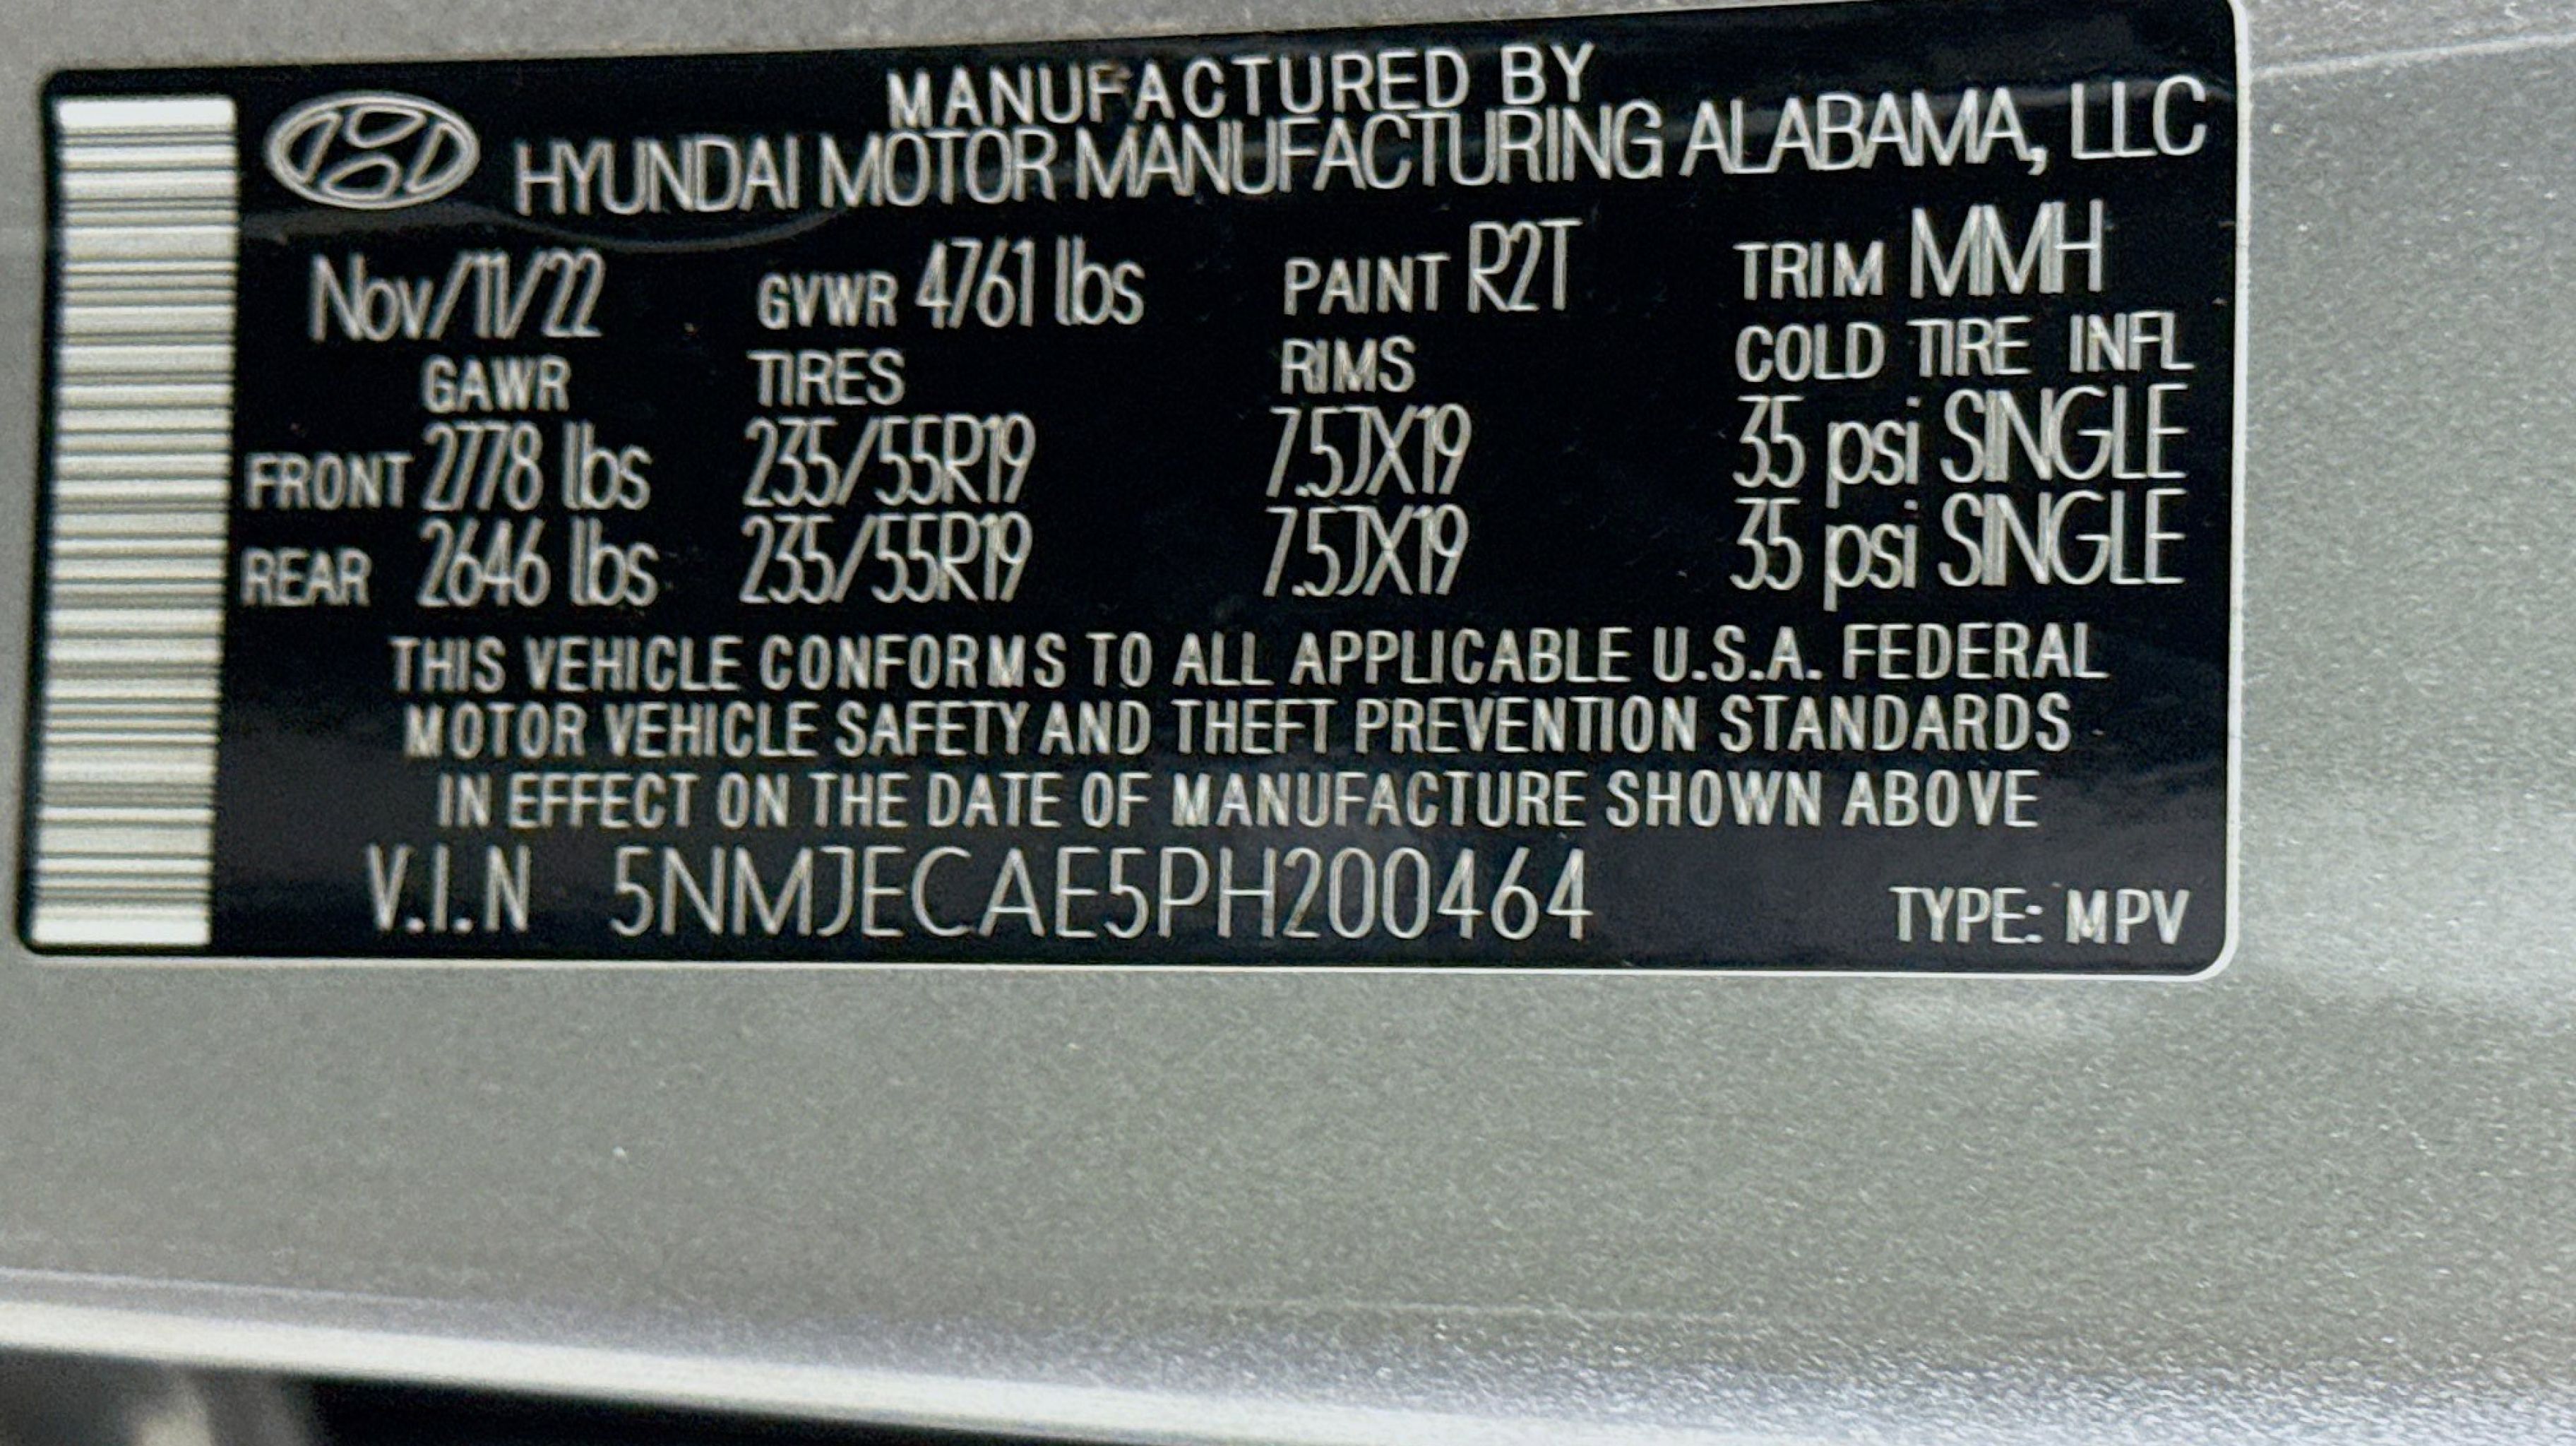 MANUFACTURED BY
HYUNDAI MOTOR MANUFACTURING ALABAMA, LLC
Nov/11/22 GVWR 4761 lbs PAINT R2T TRIM MMH
GAWR TIRES RIMS COLD TIRE INFL
FRONT 2778 lbs 235/55R19 7.5JX19 35 psi SINGLE
REAR 2646 lbs 235/55R19 7.5JX19 35 psi SINGLE
THIS VEHICLE CONFORMS TO ALL APPLICABLE U.S.A. FEDERAL
MOTOR VEHICLE SAFETY AND THEFT PREVENTION STANDARDS
IN EFFECT ON THE DATE OF MANUFACTURE SHOWN ABOVE
V.I.N 5NMJECAE5PH200464 TYPE: MPV